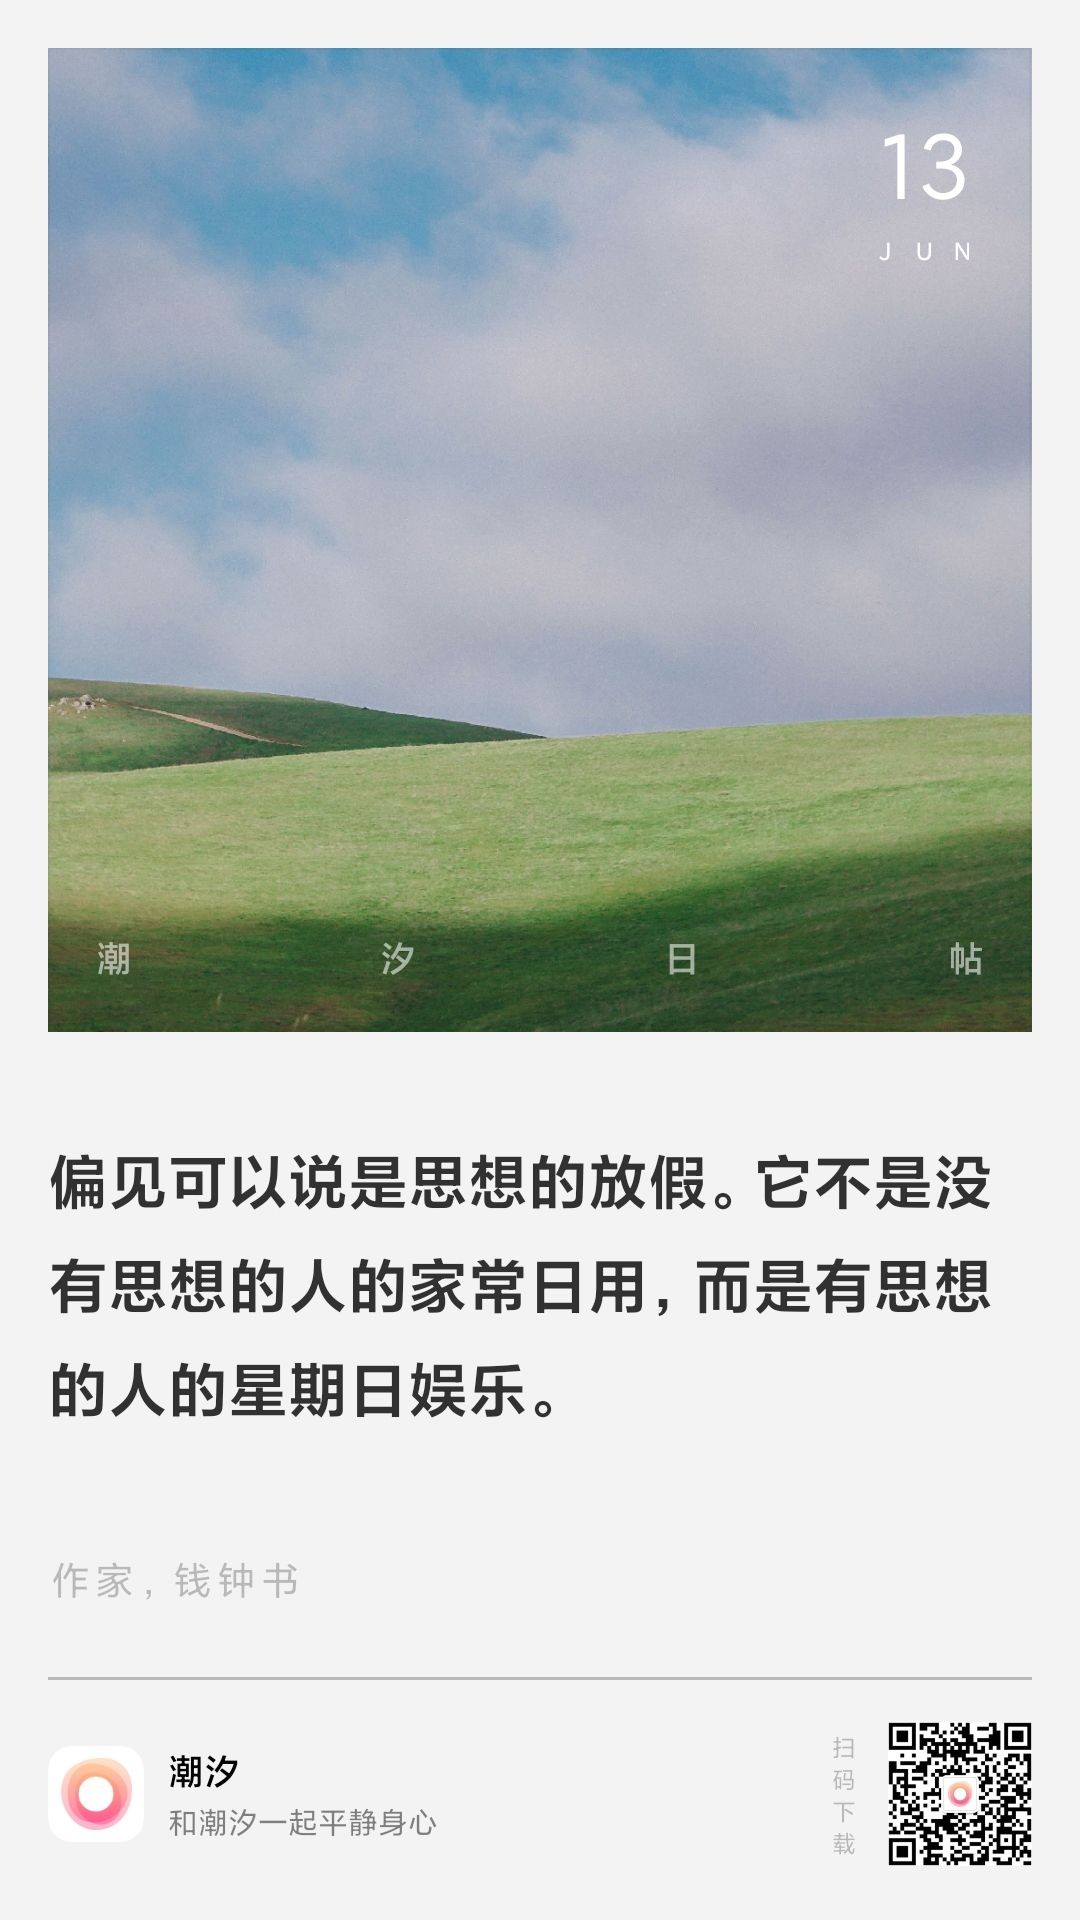 13
JUN
潮汐日帖
偏见可以说是思想的放假。它不是没
有思想的人的家常日用，而是有思想
的人的星期日娱乐。
作家，钱钟书
潮汐
和潮汐一起平静身心
扫码下载